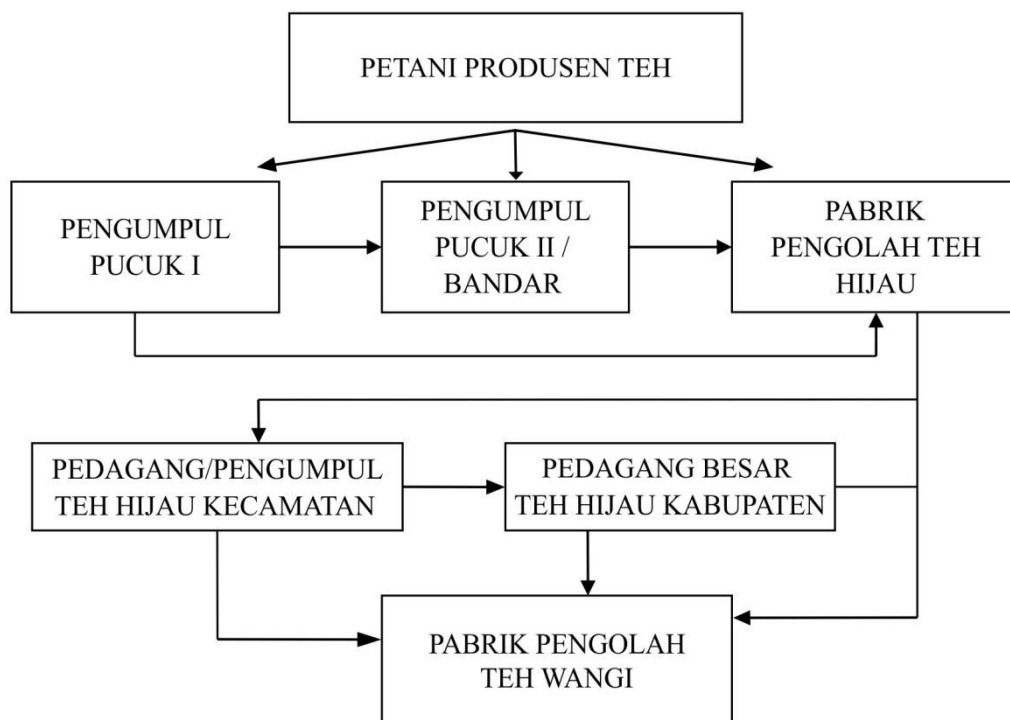 PETANI PRODUSEN TEH
PENGUMPUL
PUCUK I
PENGUMPUL
PUCUK II /
BANDAR
PABRIK
PENGOLAH TEH
HIJAU
PEDAGANG/PENGUMPUL
TEH HIJAU KECAMATAN
PEDAGANG BESAR
TEH HIJAU KABUPATEN
PABRIK PENGOLAH
TEH WANGI